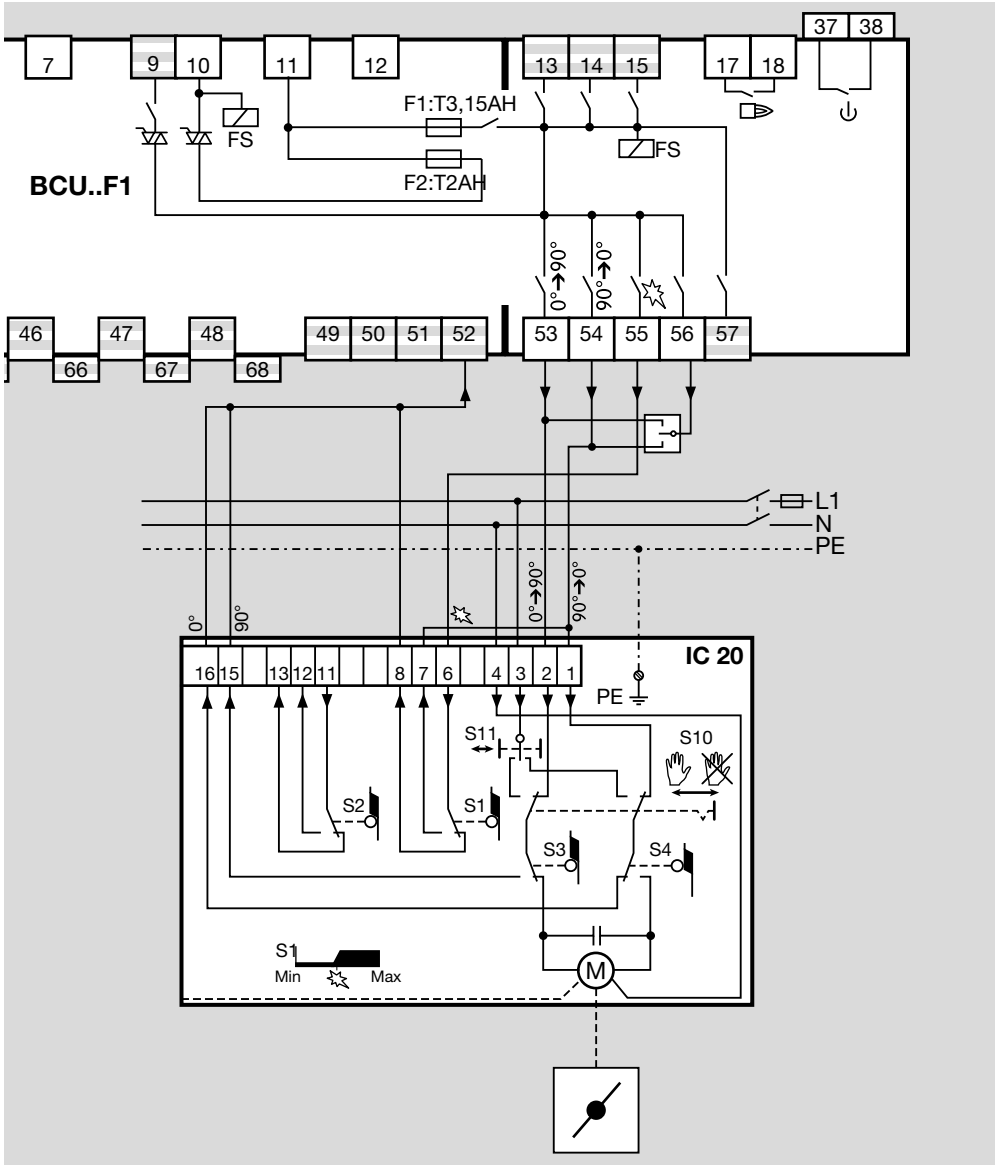 37 38
7 9 10 11 12 13 14 15 17 18
F1:T3,15AH
FS
FS
F2:T2AH
BCU..F1
0°➔90°
90°➔0°
46 47 48 49 50 51 52 53 54 55 56 57
66 67 68
L1
N
PE
0°
90°
0°➔90°
90°➔0°
IC 20
16 15 13 12 11 8 7 6 4 3 2 1
PE
S11
S10
S2
S1
S3
S4
S1
Min
Max
M